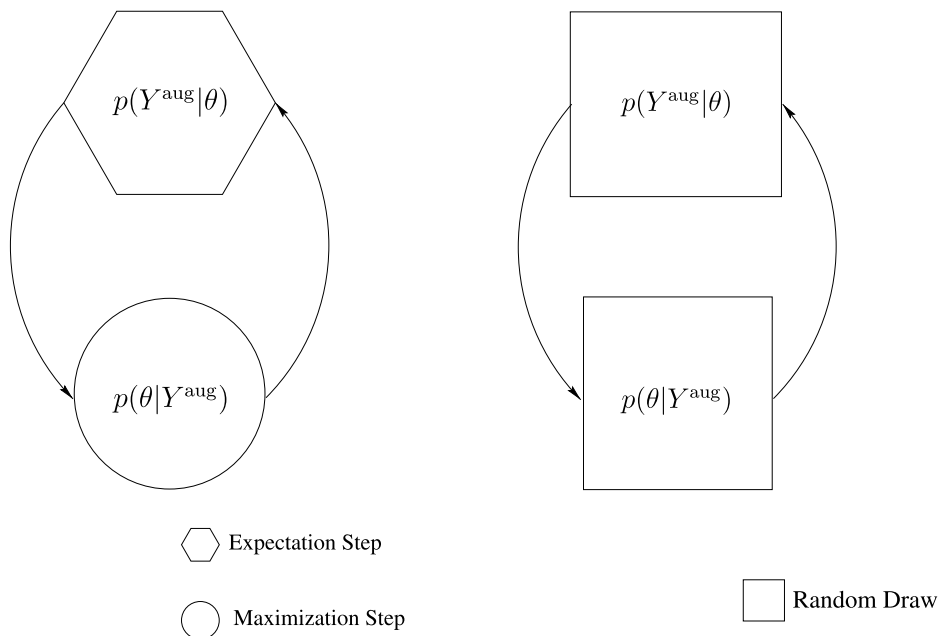 p(Y^aug|θ)
p(Y^aug|θ)
p(θ|Y^aug)
p(θ|Y^aug)
Expectation Step
Maximization Step
Random Draw